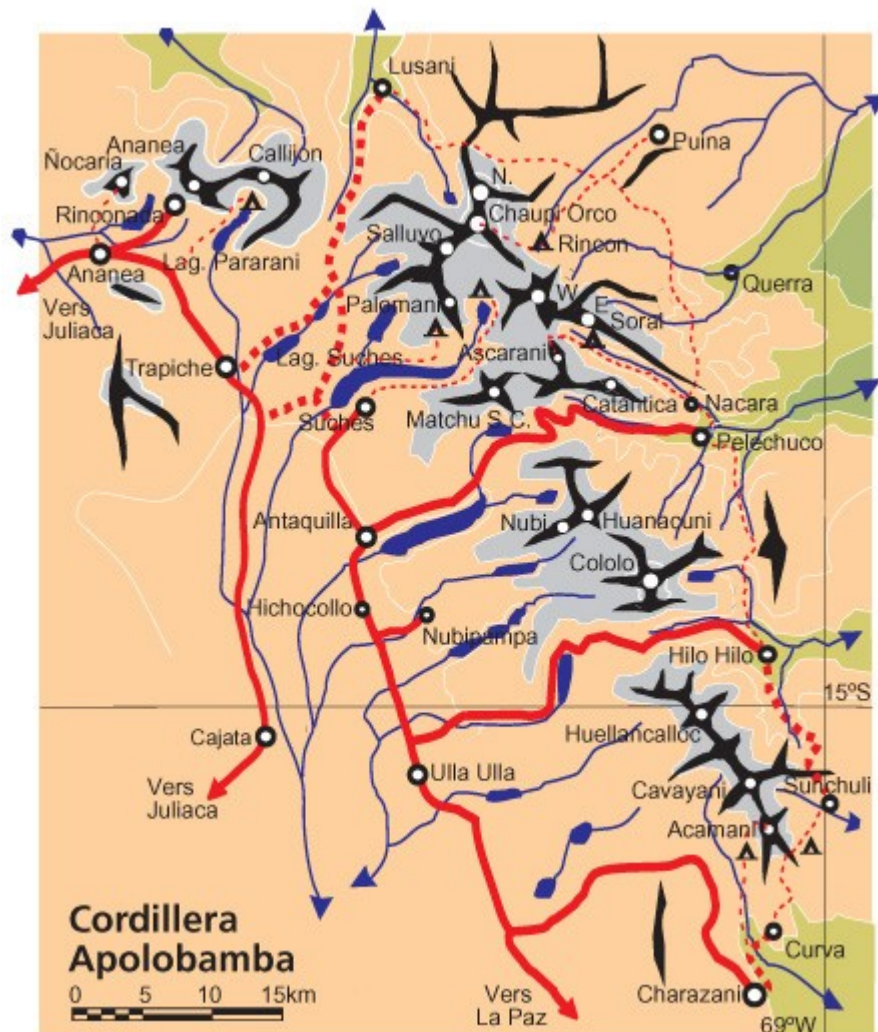 Lusani
Ananea
Callijon
Ñocaria
Puina
N.
Rinconada
Chaupi Orco
Salluyo
Rincon
Ananea
Lag. Pararani
Querra
Vers
Juliaca
Palomani
W.
E.
Soral
Trapiche
Lag. Suches
Ascarani
Suches
Matchu S.C.
Catantica
Nacara
Pelechuco
Antaquilla
Nubi
Huanacuni
Cololo
Hichocollo
Nubipampa
Hilo Hilo
15ºS
Cajata
Huellancalloc
Vers
Juliaca
Ulla Ulla
Cavayani
Sunchuli
Acamani
Cordillera
Apolobamba
0 5 10 15km
Curva
Vers
La Paz
Charazani
69ºW